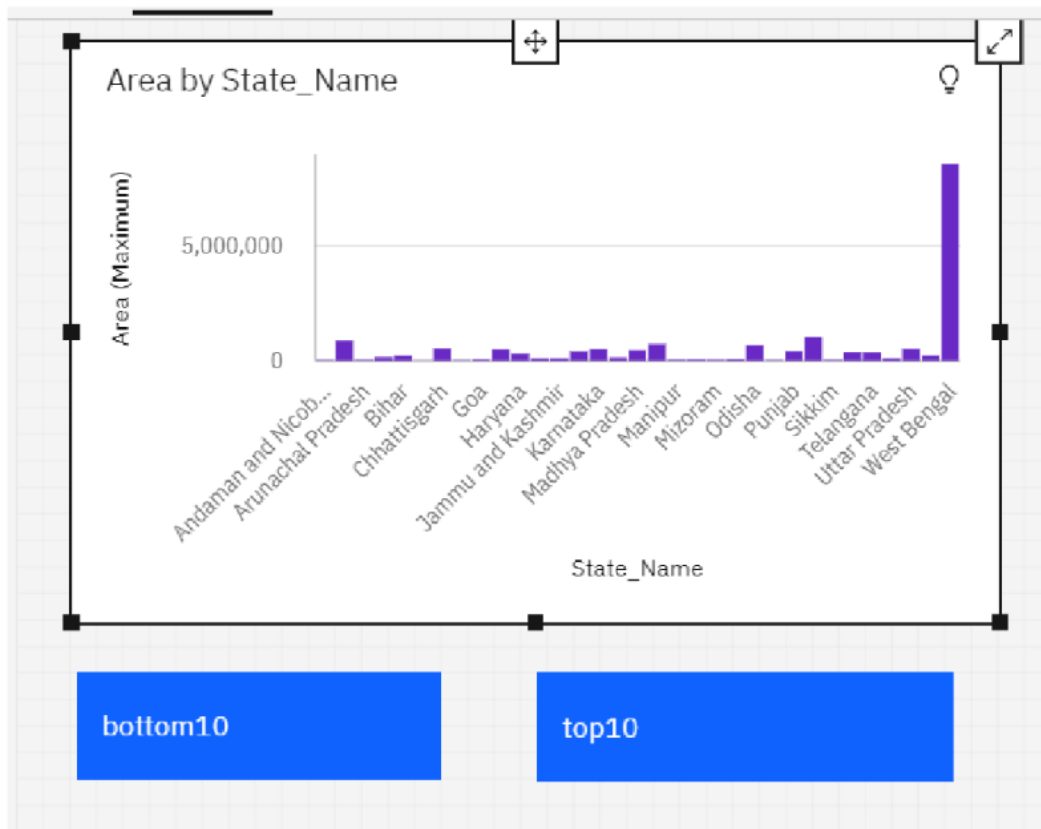 Area by State_Name
Area (Maximum)
5,000,000
0
Andaman and Nicob...
Arunachal Pradesh
Bihar
Chhattisgarh
Goa
Haryana
Jammu and Kashmir
Karnataka
Madhya Pradesh
Manipur
Mizoram
Odisha
Punjab
Sikkim
Telangana
Uttar Pradesh
West Bengal
State_Name
bottom10
top10